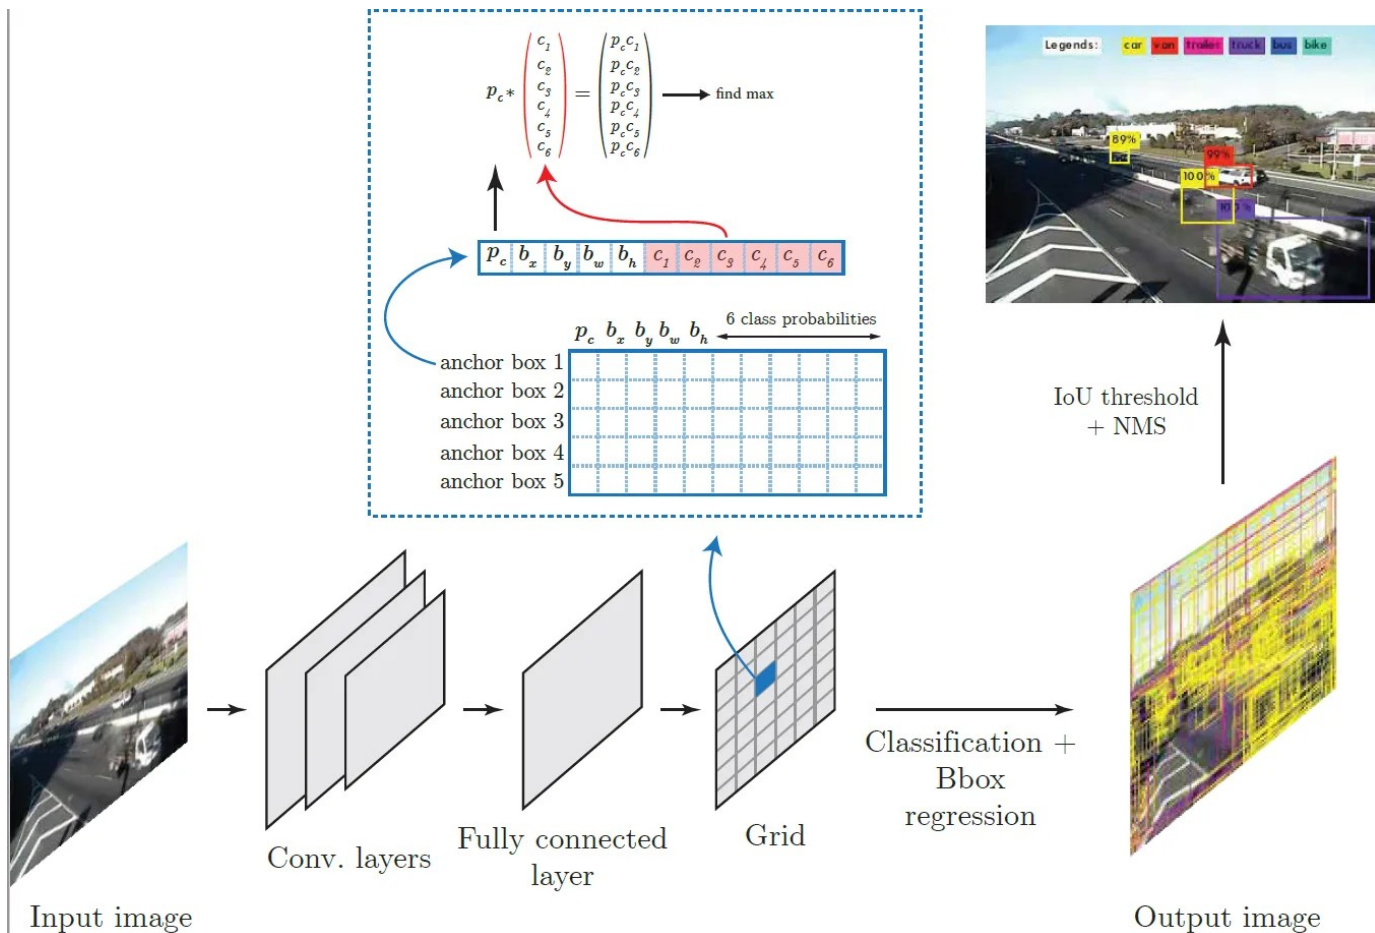 p_c * ( c_1 c_2 c_3 c_4 c_5 c_6 ) = ( p_c c_1 p_c c_2 p_c c_3 p_c c_4 p_c c_5 p_c c_6 ) find max
p_c b_x b_y b_w b_h c_1 c_2 c_3 c_4 c_5 c_6
6 class probabilities
p_c b_x b_y b_w b_h
anchor box 1
anchor box 2
anchor box 3
anchor box 4
anchor box 5
Legends: car van trailer truck bus bike
89%
99%
100%
100%
IoU threshold
+ NMS
Classification +
Bbox
regression
Grid
Fully connected
layer
Conv. layers
Input image
Output image